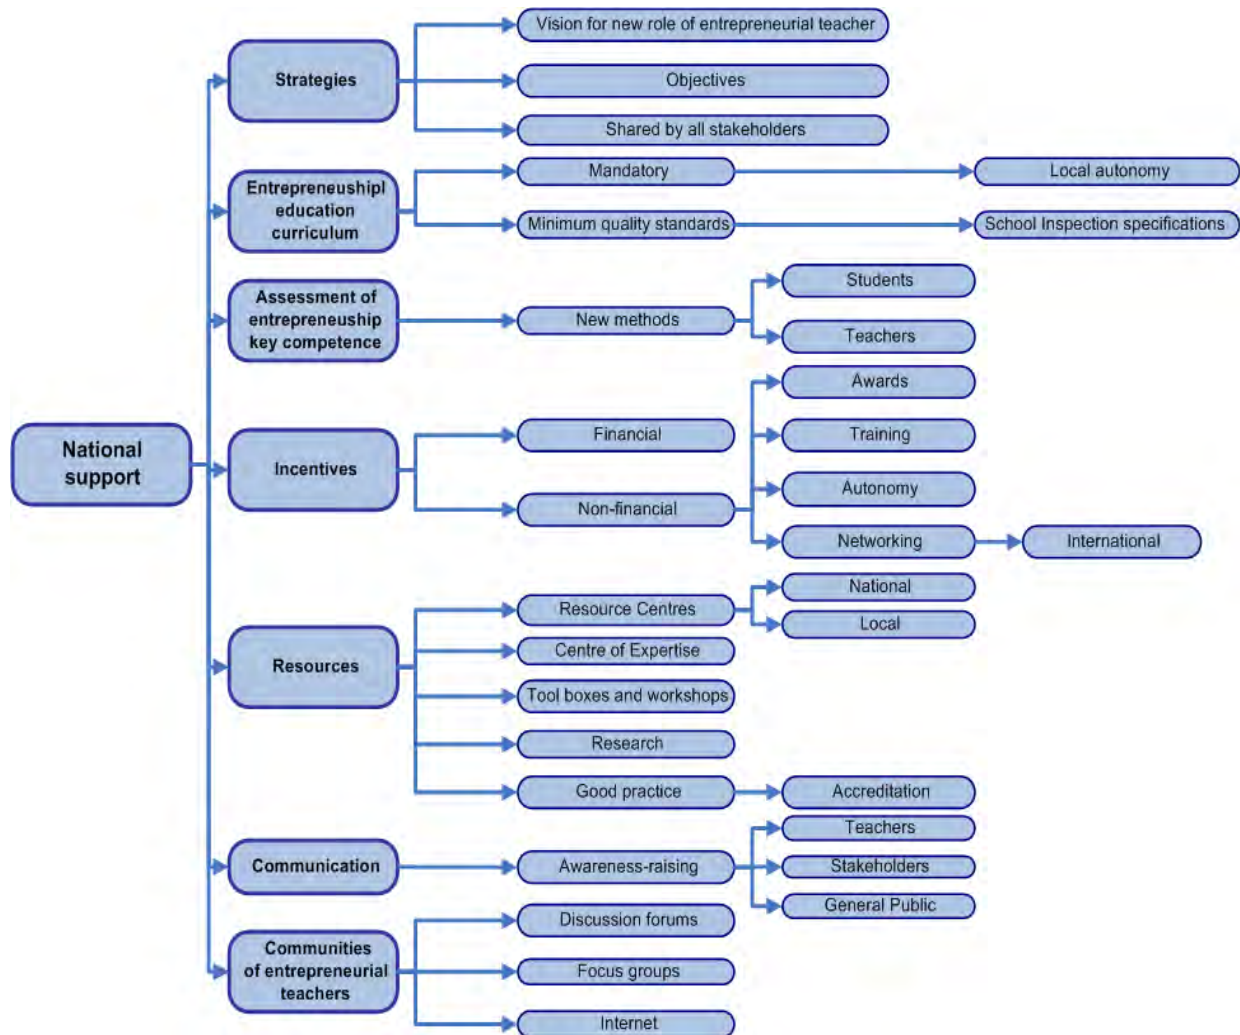 Vision for new role of entrepreneurial teacher
Strategies
Objectives
Shared by all stakeholders
Entrepreneushipl
education
curriculum
Mandatory
Local autonomy
Minimum quality standards
School Inspection specifications
Assessment of
entrepreneuship
key competence
New methods
Students
Teachers
National
support
Incentives
Financial
Non-financial
Awards
Training
Autonomy
Networking
International
Resources
Resource Centres
National
Local
Centre of Expertise
Tool boxes and workshops
Research
Good practice
Accreditation
Communication
Awareness-raising
Teachers
Stakeholders
General Public
Communities
of entrepreneurial
teachers
Discussion forums
Focus groups
Internet